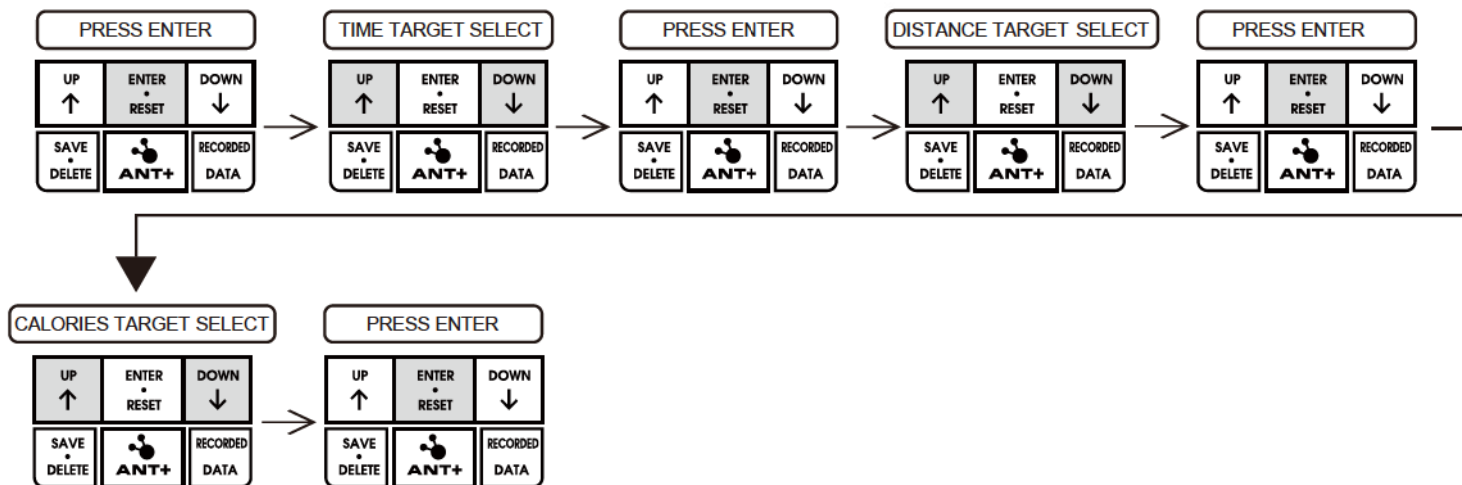 PRESS ENTER
UP ↑ ENTER • RESET DOWN ↓
SAVE • DELETE ANT+ RECORDED DATA
TIME TARGET SELECT
UP ↑ ENTER • RESET DOWN ↓
SAVE • DELETE ANT+ RECORDED DATA
PRESS ENTER
UP ↑ ENTER • RESET DOWN ↓
SAVE • DELETE ANT+ RECORDED DATA
DISTANCE TARGET SELECT
UP ↑ ENTER • RESET DOWN ↓
SAVE • DELETE ANT+ RECORDED DATA
PRESS ENTER
UP ↑ ENTER • RESET DOWN ↓
SAVE • DELETE ANT+ RECORDED DATA
CALORIES TARGET SELECT
UP ↑ ENTER • RESET DOWN ↓
SAVE • DELETE ANT+ RECORDED DATA
PRESS ENTER
UP ↑ ENTER • RESET DOWN ↓
SAVE • DELETE ANT+ RECORDED DATA